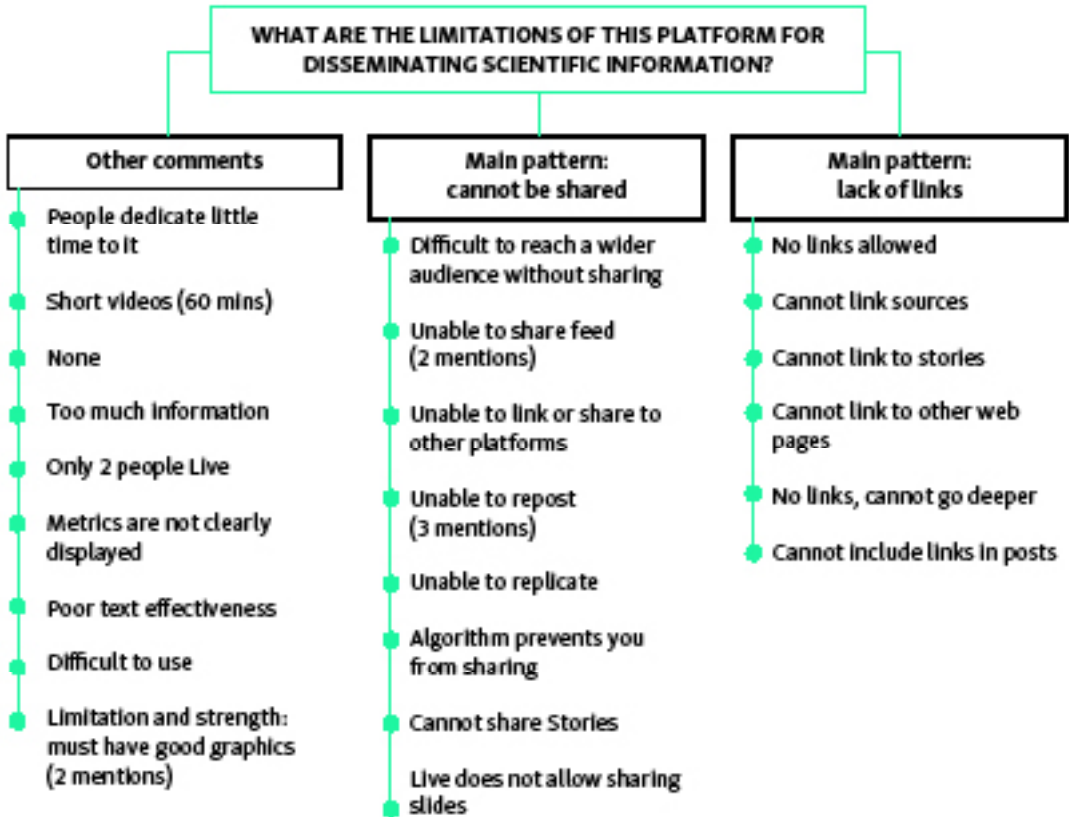 WHAT ARE THE LIMITATIONS OF THIS PLATFORM FOR
DISSEMINATING SCIENTIFIC INFORMATION?
Other comments
People dedicate little
time to it
Short videos (60 mins)
None
Too much information
Only 2 people Live
Metrics are not clearly
displayed
Poor text effectiveness
Difficult to use
Limitation and strength:
must have good graphics
(2 mentions)
Main pattern:
cannot be shared
Difficult to reach a wider
audience without sharing
Unable to share feed
(2 mentions)
Unable to link or share to
other platforms
Unable to repost
(3 mentions)
Unable to replicate
Algorithm prevents you
from sharing
Cannot share Stories
Live does not allow sharing
slides
Main pattern:
lack of links
No links allowed
Cannot link sources
Cannot link to stories
Cannot link to other web
pages
No links, cannot go deeper
Cannot include links in posts